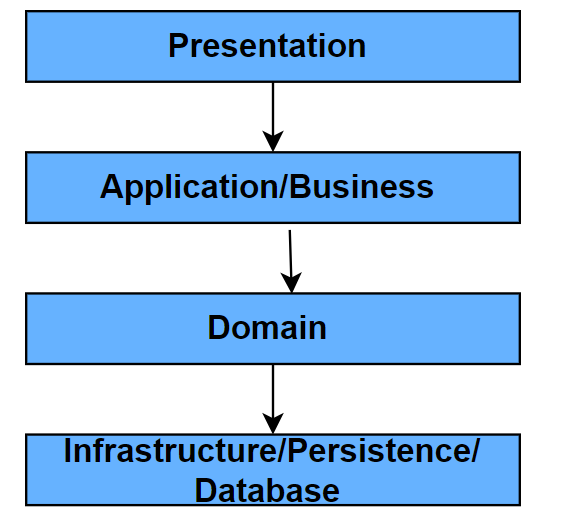 Presentation
Application/Business
Domain
Infrastructure/Persistence/
Database